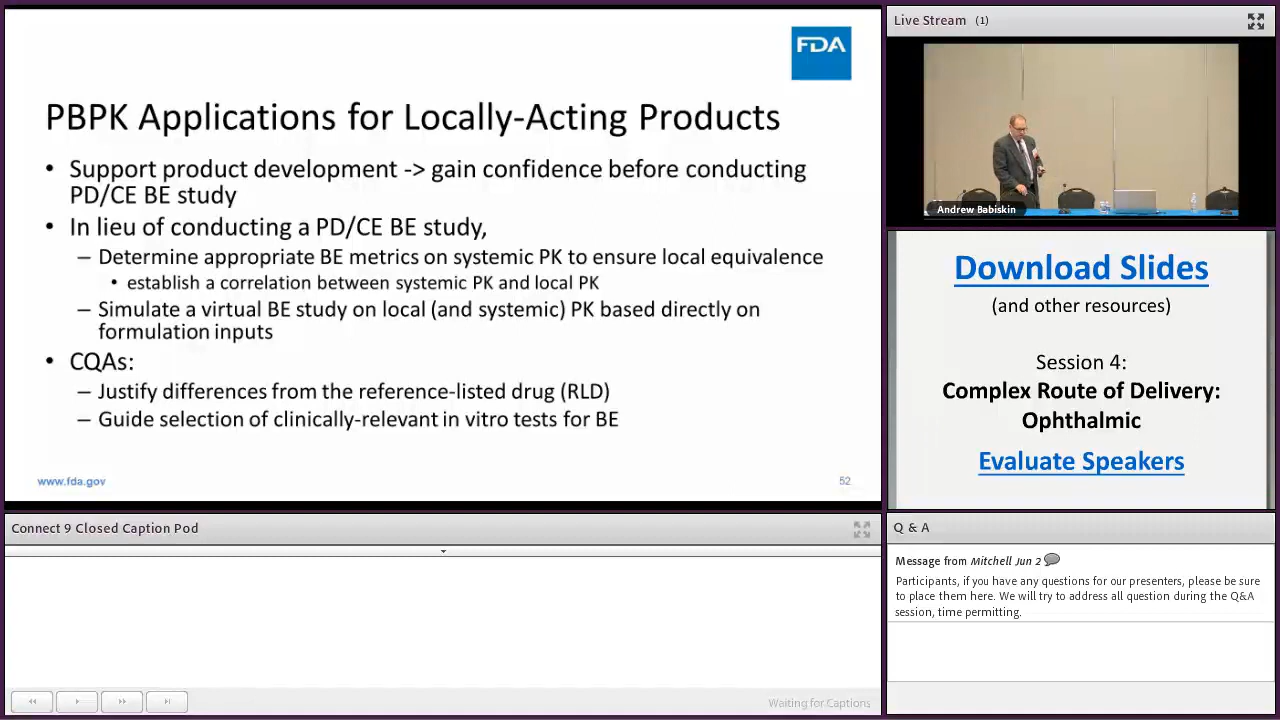 FDA
PBPK Applications for Locally-Acting Products
• Support product development -> gain confidence before conducting
PD/CE BE study
• In lieu of conducting a PD/CE BE study,
– Determine appropriate BE metrics on systemic PK to ensure local equivalence
• establish a correlation between systemic PK and local PK
– Simulate a virtual BE study on local (and systemic) PK based directly on
formulation inputs
• CQAs:
– Justify differences from the reference-listed drug (RLD)
– Guide selection of clinically-relevant in vitro tests for BE
www.fda.gov
52
Live Stream (1)
Andrew Babiskin
Download Slides
(and other resources)
Session 4:
Complex Route of Delivery:
Ophthalmic
Evaluate Speakers
Connect 9 Closed Caption Pod
Waiting for Captions
Q & A
Message from Mitchell Jun 2
Participants, if you have any questions for our presenters, please be sure
to place them here. We will try to address all question during the Q&A
session, time permitting.